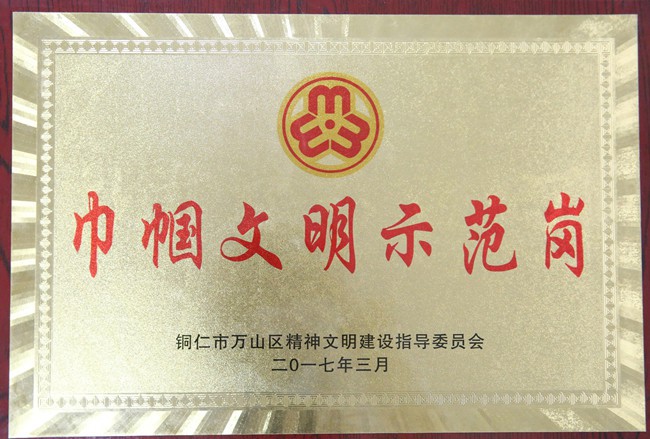 巾帼文明示范岗
铜仁市万山区精神文明建设指导委员会
二〇一七年三月